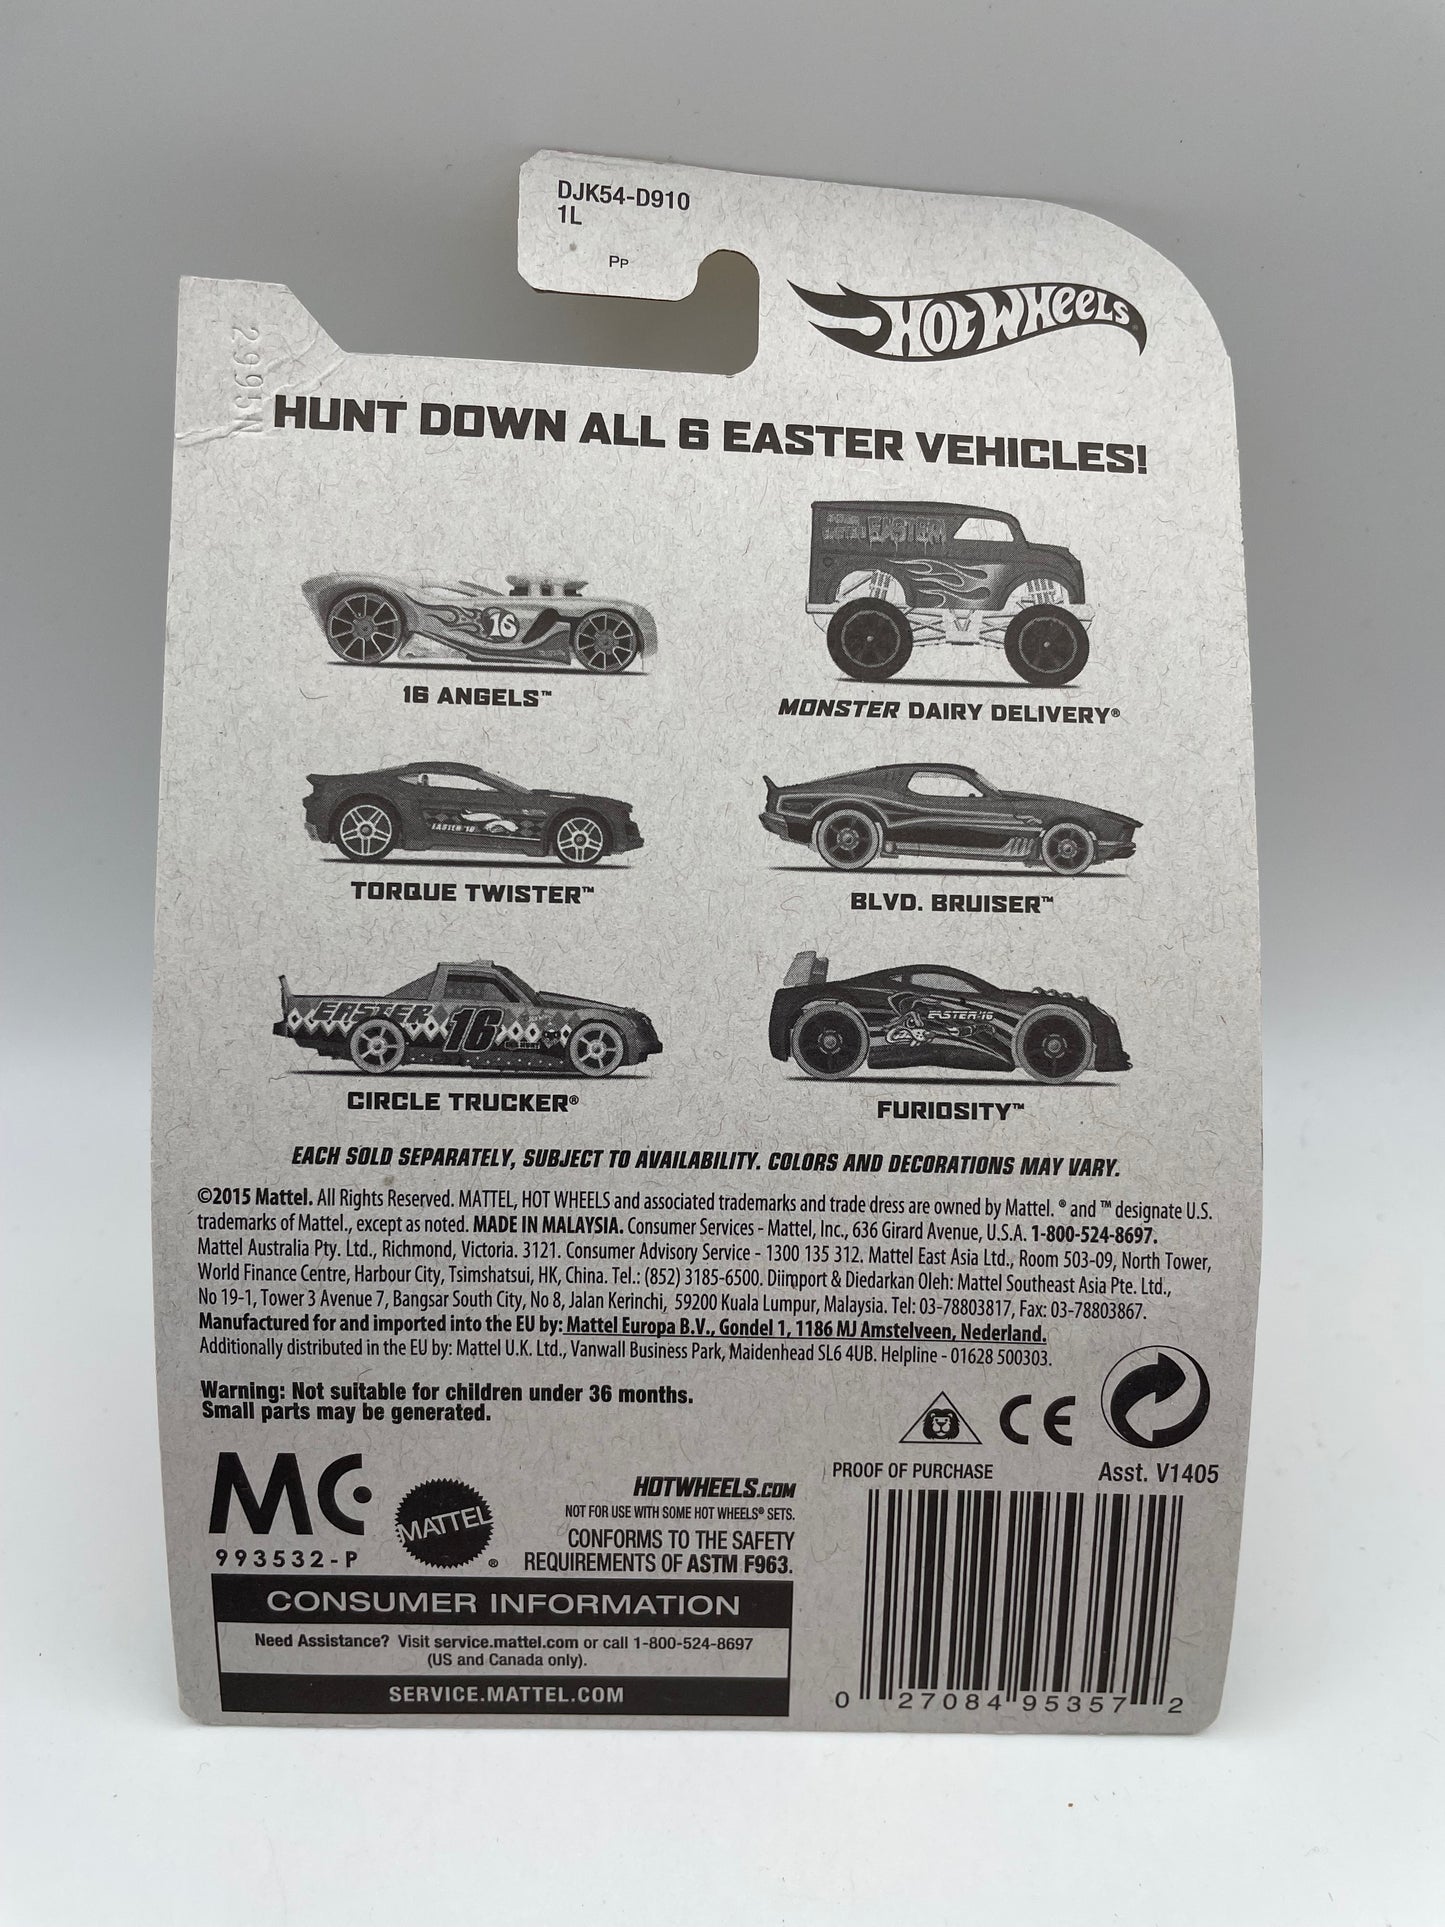 DJK54-D910
1L
PP
HOT WHEELS
29951
HUNT DOWN ALL 6 EASTER VEHICLES!
16
EASTER
16 ANGELS™
MONSTER DAIRY DELIVERY®
EASTER '16
TORQUE TWISTER™
BLVD. BRUISER™
EASTER 16
EASTER '16
CIRCLE TRUCKER®
FURIOSITY™
EACH SOLD SEPARATELY, SUBJECT TO AVAILABILITY. COLORS AND DECORATIONS MAY VARY.
©2015 Mattel. All Rights Reserved. MATTEL, HOT WHEELS and associated trademarks and trade dress are owned by Mattel. ® and ™ designate U.S.
trademarks of Mattel., except as noted. MADE IN MALAYSIA. Consumer Services - Mattel, Inc., 636 Girard Avenue, U.S.A. 1-800-524-8697.
Mattel Australia Pty. Ltd., Richmond, Victoria. 3121. Consumer Advisory Service - 1300 135 312. Mattel East Asia Ltd., Room 503-09, North Tower,
World Finance Centre, Harbour City, Tsimshatsui, HK, China. Tel.: (852) 3185-6500. Diimport & Diedarkan Oleh: Mattel Southeast Asia Pte. Ltd.,
No 19-1, Tower 3 Avenue 7, Bangsar South City, No 8, Jalan Kerinchi, 59200 Kuala Lumpur, Malaysia. Tel: 03-78803817, Fax: 03-78803867.
Manufactured for and imported into the EU by: Mattel Europa B.V., Gondel 1, 1186 MJ Amstelveen, Nederland.
Additionally distributed in the EU by: Mattel U.K. Ltd., Vanwall Business Park, Maidenhead SL6 4UB. Helpline - 01628 500303.
Warning: Not suitable for children under 36 months.
Small parts may be generated.
CE
PROOF OF PURCHASE
Asst. V1405
MC
993532-P
MATTEL®
HOTWHEELS.COM
NOT FOR USE WITH SOME HOT WHEELS® SETS.
CONFORMS TO THE SAFETY
REQUIREMENTS OF ASTM F963.
CONSUMER INFORMATION
Need Assistance? Visit service.mattel.com or call 1-800-524-8697
(US and Canada only).
SERVICE.MATTEL.COM
0 27084 95357 2